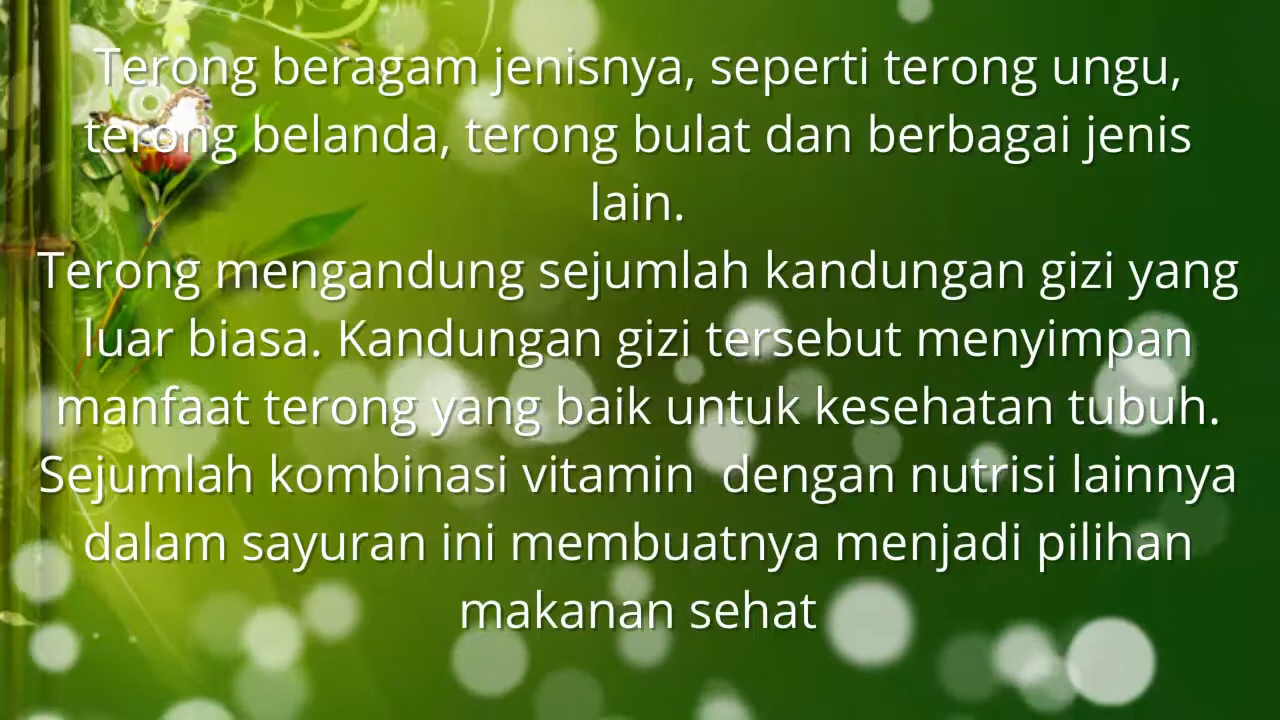 Terong beragam jenisnya, seperti terong ungu,
terong belanda, terong bulat dan berbagai jenis
lain.
Terong mengandung sejumlah kandungan gizi yang
luar biasa. Kandungan gizi tersebut menyimpan
manfaat terong yang baik untuk kesehatan tubuh.
Sejumlah kombinasi vitamin  dengan nutrisi lainnya
dalam sayuran ini membuatnya menjadi pilihan
makanan sehat